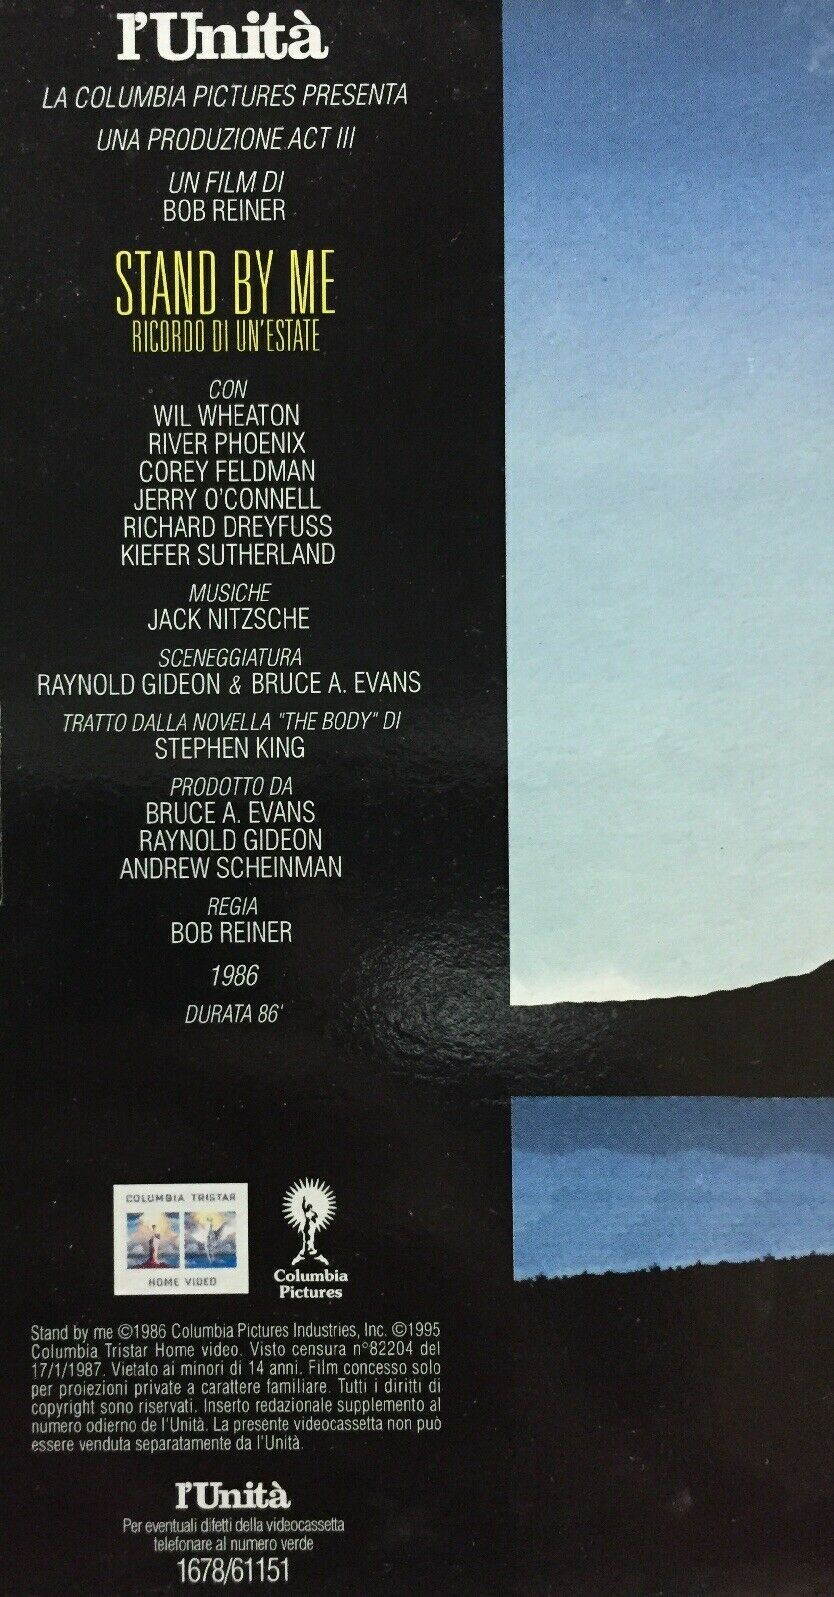 l'Unità
LA COLUMBIA PICTURES PRESENTA
UNA PRODUZIONE ACT III
UN FILM DI
BOB REINER
STAND BY ME
RICORDO DI UN'ESTATE
CON
WIL WHEATON
RIVER PHOENIX
COREY FELDMAN
JERRY O'CONNELL
RICHARD DREYFUSS
KIEFER SUTHERLAND
MUSICHE
JACK NITZSCHE
SCENEGGIATURA
RAYNOLD GIDEON & BRUCE A. EVANS
TRATTO DALLA NOVELLA "THE BODY" DI
STEPHEN KING
PRODOTTO DA
BRUCE A. EVANS
RAYNOLD GIDEON
ANDREW SCHEINMAN
REGIA
BOB REINER
1986
DURATA 86'
COLUMBIA TRISTAR
HOME VIDEO
Columbia
Pictures
Stand by me ©1986 Columbia Pictures Industries, Inc. ©1995
Columbia Tristar Home video. Visto censura n°82204 del
17/1/1987. Vietato ai minori di 14 anni. Film concesso solo
per proiezioni private a carattere familiare. Tutti i diritti di
copyright sono riservati. Inserto redazionale supplemento al
numero odierno de l'Unità. La presente videocassetta non può
essere venduta separatamente da l'Unità.
l'Unità
Per eventuali difetti della videocassetta
telefonare al numero verde
1678/61151